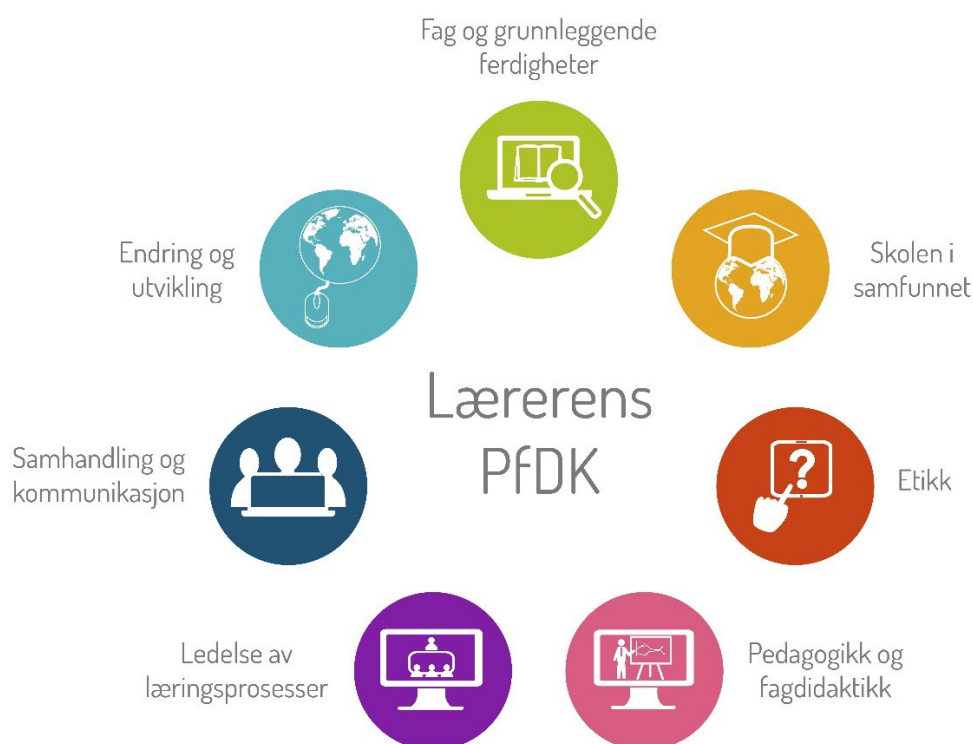 Fag og grunnleggende
ferdigheter
Endring og
utvikling
Skolen i
samfunnet
Lærerens
PfDK
Samhandling og
kommunikasjon
?
Etikk
Ledelse av
læringsprosesser
Pedagogikk og
fagdidaktikk